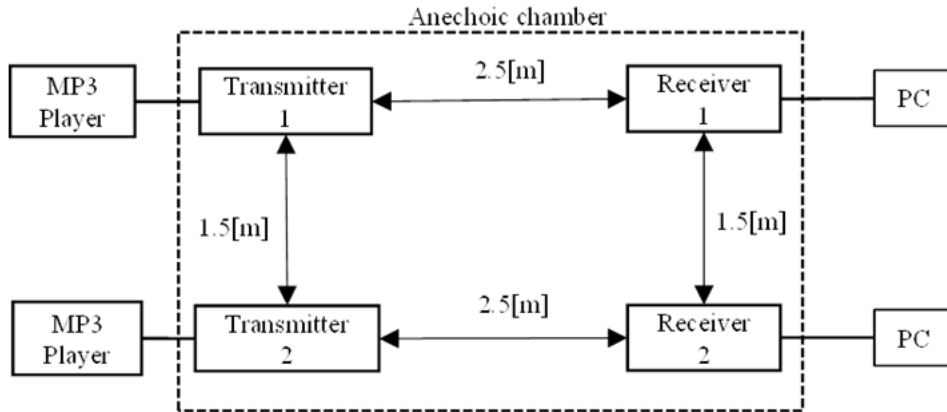 Anechoic chamber
MP3
Player
Transmitter
1
2.5[m]
Receiver
1
PC
1.5[m]
1.5[m]
MP3
Player
Transmitter
2
2.5[m]
Receiver
2
PC